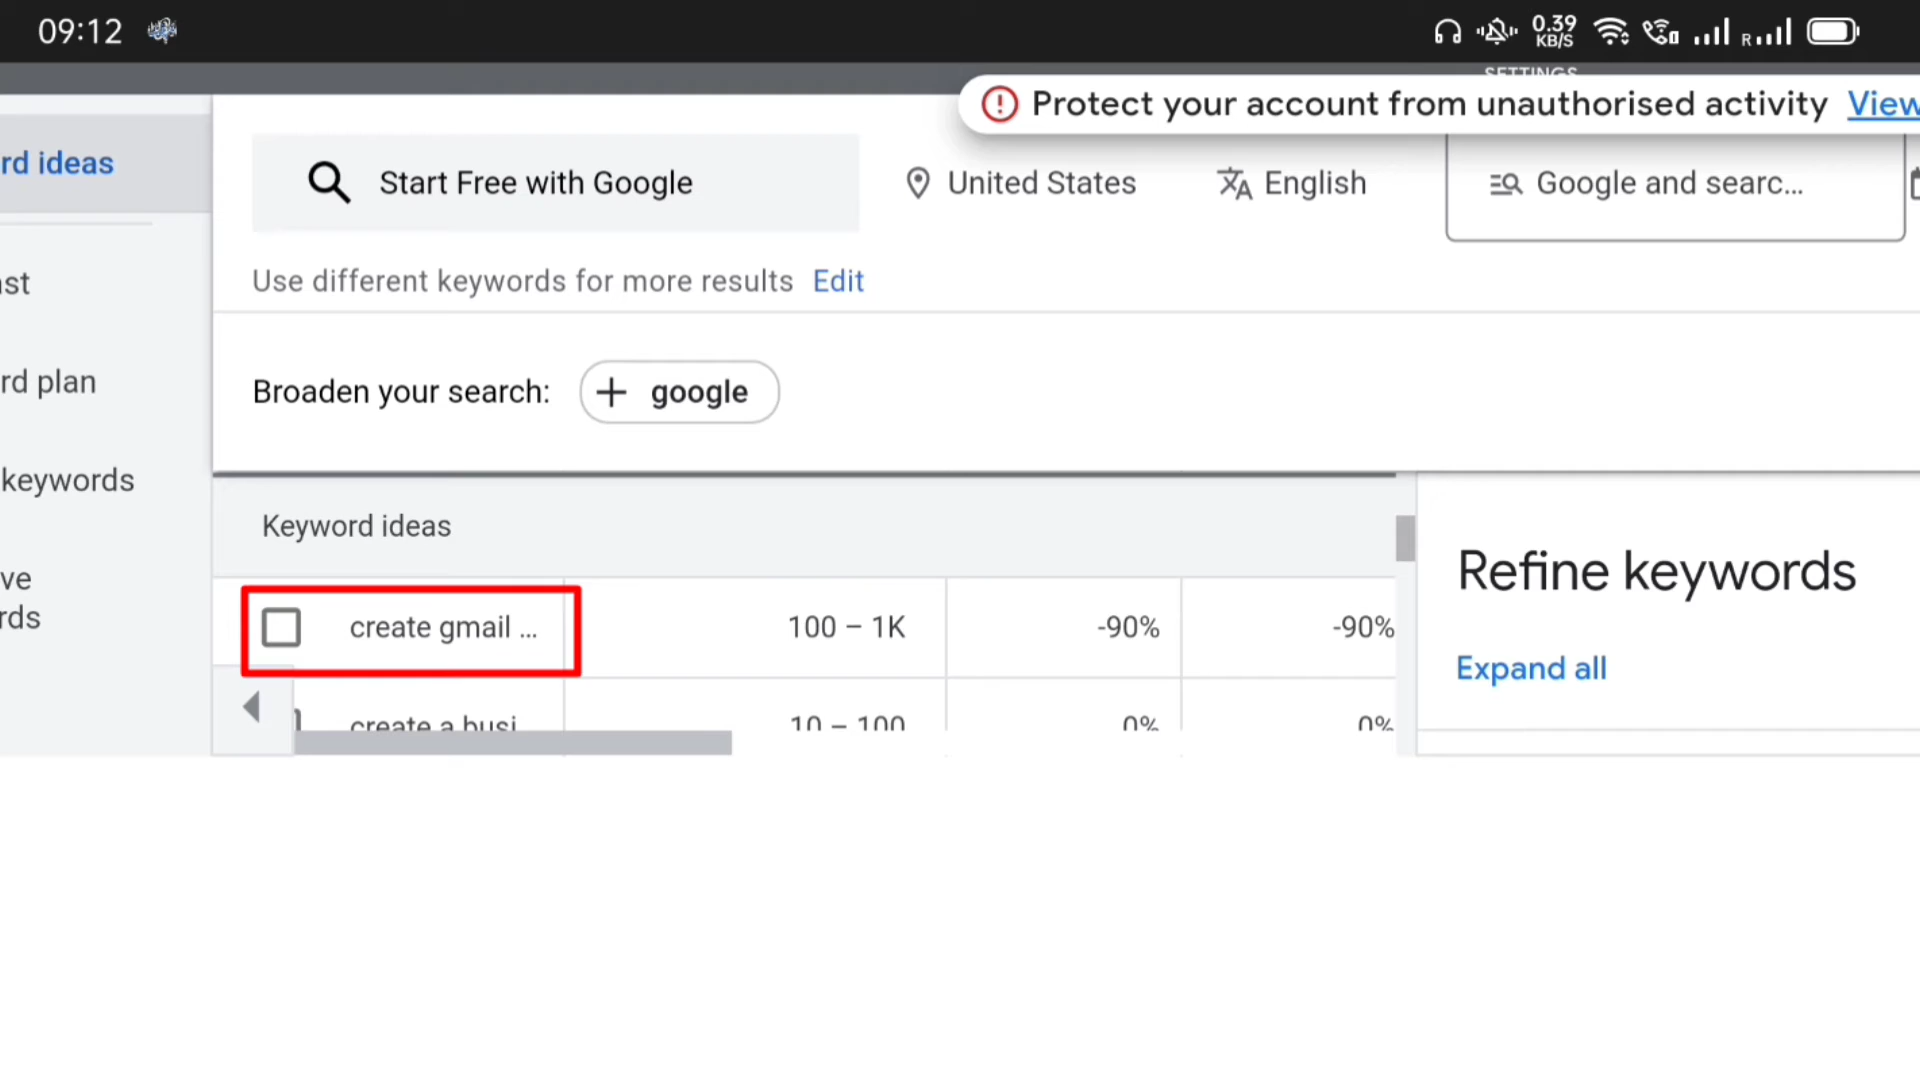 09:12
0.39
KB/S
R
SETTINGS
Protect your account from unauthorised activity View
rd ideas
Start Free with Google
United States
English
Google and searc...
st
Use different keywords for more results Edit
rd plan
Broaden your search:
+ google
keywords
Keyword ideas
ve
rds
create gmail ...
100 – 1K
-90%
-90%
create a busi
10 – 100
0%
0%
Refine keywords
Expand all